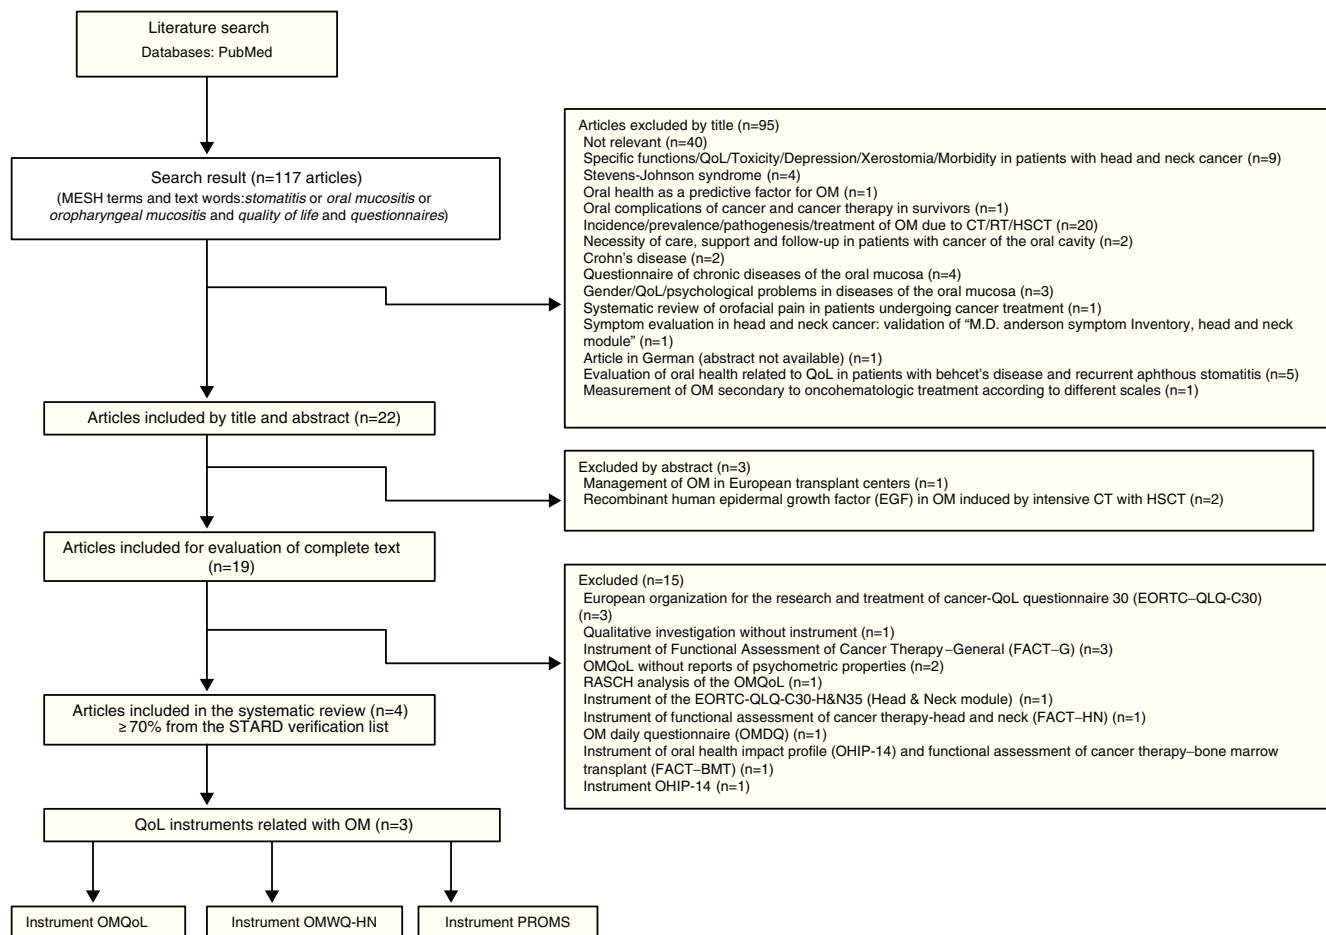 Literature search
Databases: PubMed
Search result (n=117 articles)
(MESH terms and text words:stomatitis or oral mucositis or
oropharyngeal mucositis and quality of life and questionnaires)
Articles excluded by title (n=95)
Not relevant (n=40)
Specific functions/QoL/Toxicity/Depression/Xerostomia/Morbidity in patients with head and neck cancer (n=9)
Stevens-Johnson syndrome (n=4)
Oral health as a predictive factor for OM (n=1)
Oral complications of cancer and cancer therapy in survivors (n=1)
Incidence/prevalence/pathogenesis/treatment of OM due to CT/RT/HSCT (n=20)
Necessity of care, support and follow-up in patients with cancer of the oral cavity (n=2)
Crohn's disease (n=2)
Questionnaire of chronic diseases of the oral mucosa (n=4)
Gender/QoL/psychological problems in diseases of the oral mucosa (n=3)
Systematic review of orofacial pain in patients undergoing cancer treatment (n=1)
Symptom evaluation in head and neck cancer: validation of “M.D. anderson symptom Inventory, head and neck
module” (n=1)
Article in German (abstract not available) (n=1)
Evaluation of oral health related to QoL in patients with behcet's disease and recurrent aphthous stomatitis (n=5)
Measurement of OM secondary to oncohematologic treatment according to different scales (n=1)
Articles included by title and abstract (n=22)
Excluded by abstract (n=3)
Management of OM in European transplant centers (n=1)
Recombinant human epidermal growth factor (EGF) in OM induced by intensive CT with HSCT (n=2)
Articles included for evaluation of complete text
(n=19)
Excluded (n=15)
European organization for the research and treatment of cancer-QoL questionnaire 30 (EORTC–QLQ-C30)
(n=3)
Qualitative investigation without instrument (n=1)
Instrument of Functional Assessment of Cancer Therapy–General (FACT–G) (n=3)
OMQoL without reports of psychometric properties (n=2)
RASCH analysis of the OMQoL (n=1)
Instrument of the EORTC-QLQ-C30-H&N35 (Head & Neck module) (n=1)
Instrument of functional assessment of cancer therapy-head and neck (FACT–HN) (n=1)
OM daily questionnaire (OMDQ) (n=1)
Instrument of oral health impact profile (OHIP-14) and functional assessment of cancer therapy–bone marrow
transplant (FACT–BMT) (n=1)
Instrument OHIP-14 (n=1)
Articles included in the systematic review (n=4)
≥70% from the STARD verification list
QoL instruments related with OM (n=3)
Instrument OMQoL
Instrument OMWQ-HN
Instrument PROMS